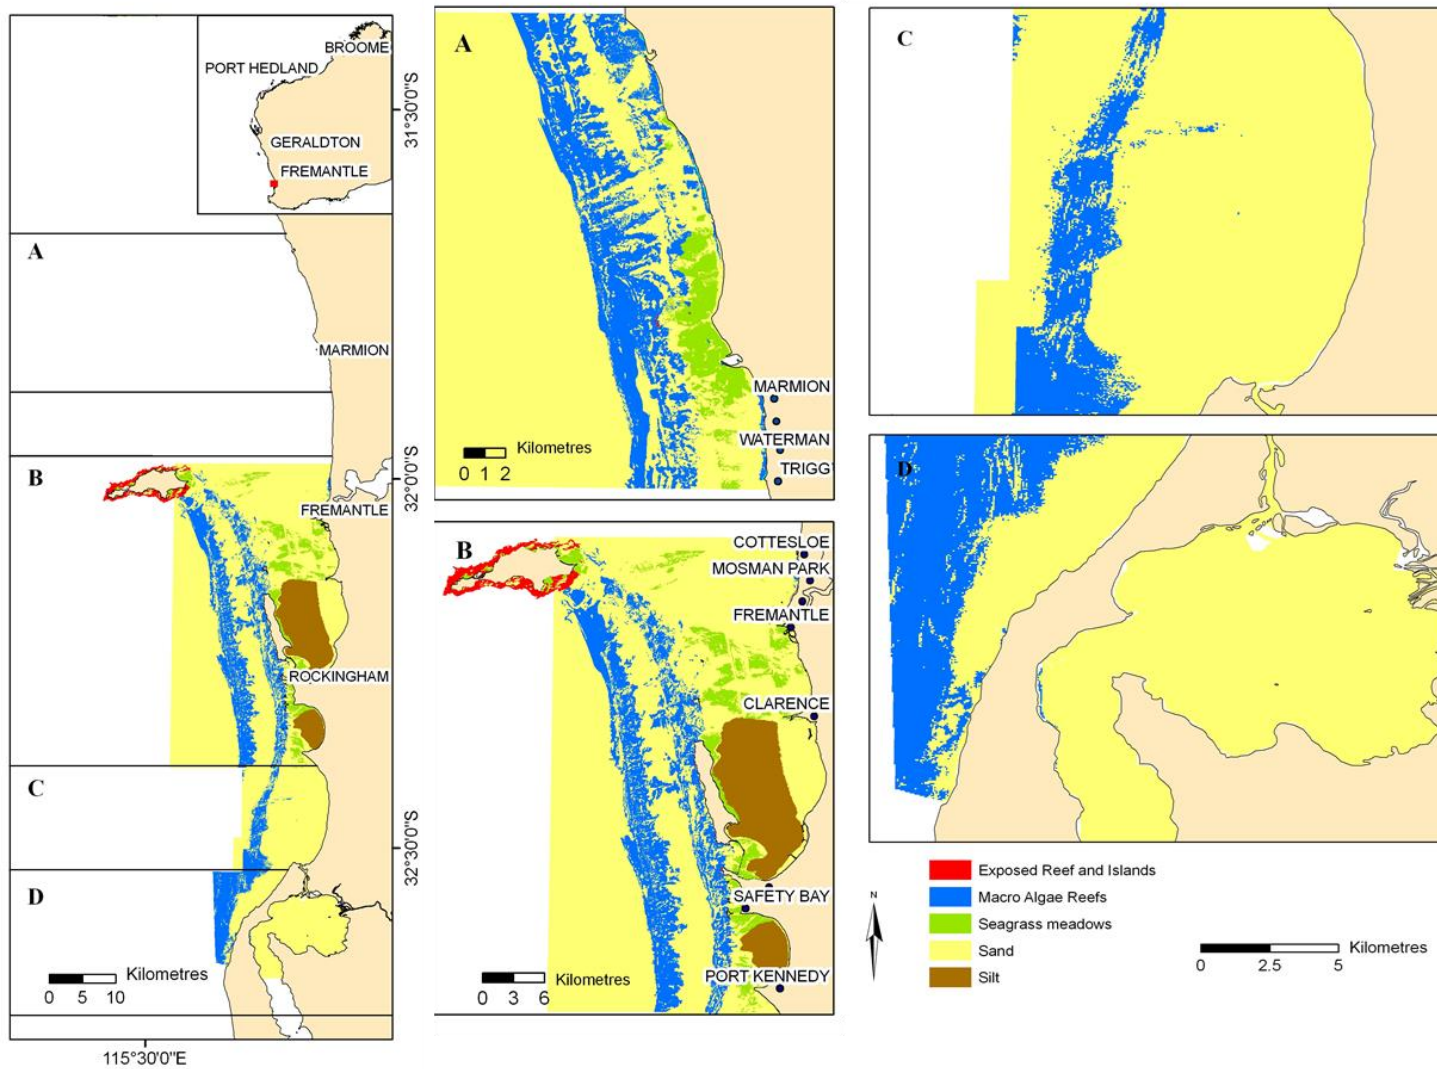 BROOME
PORT HEDLAND
GERALDTON
FREMANTLE
A
MARMION
B
FREMANTLE
ROCKINGHAM
C
D
Kilometres
0 5 10
115°30'0"E
31°30'0"S
32°0'0"S
32°30'0"S
A
MARMION
WATERMAN
TRIGG
Kilometres
0 1 2
B
COTTESLOE
MOSMAN PARK
FREMANTLE
CLARENCE
SAFETY BAY
PORT KENNEDY
Kilometres
0 3 6
C
D
Exposed Reef and Islands
Macro Algae Reefs
Seagrass meadows
Sand
Silt
N
Kilometres
0 2.5 5